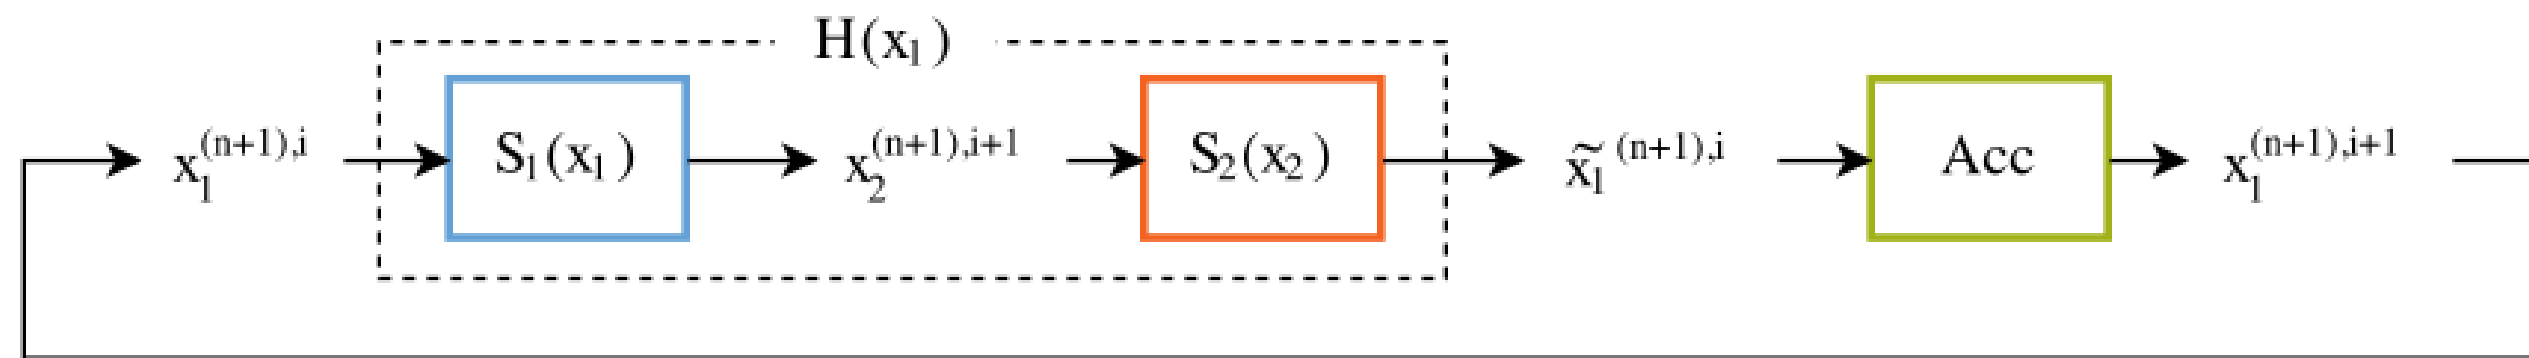 H(x₁)
x₁^(n+1),i S₁(x₁) x₂^(n+1),i+1 S₂(x₂) x̃₁^(n+1),i Acc x₁^(n+1),i+1